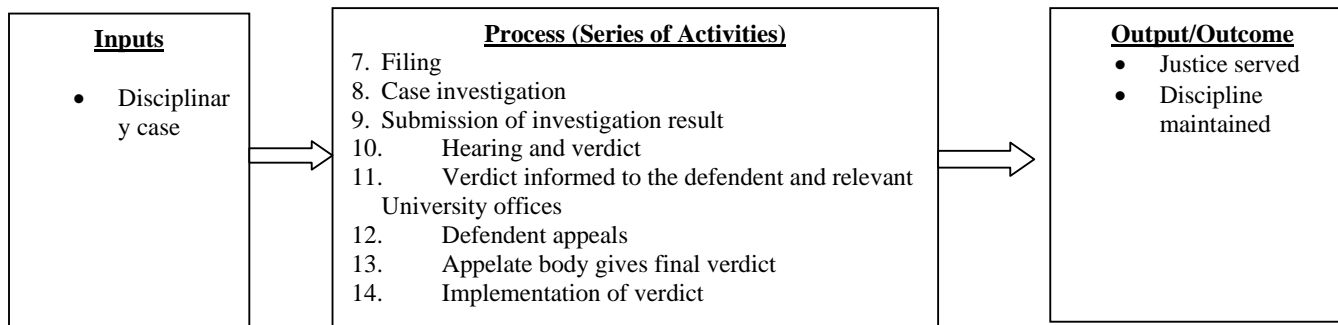 Inputs
• Disciplinar
y case
Process (Series of Activities)
7. Filing
8. Case investigation
9. Submission of investigation result
10. Hearing and verdict
11. Verdict informed to the defendent and relevant
University offices
12. Defendent appeals
13. Appelate body gives final verdict
14. Implementation of verdict
Output/Outcome
• Justice served
• Discipline
maintained